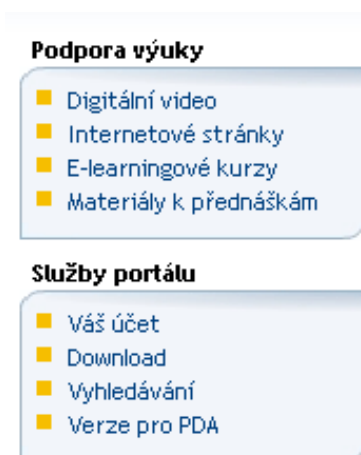 Podpora výuky
Digitální video
Internetové stránky
E-learningové kurzy
Materiály k přednáškám
Služby portálu
Váš účet
Download
Vyhledávání
Verze pro PDA